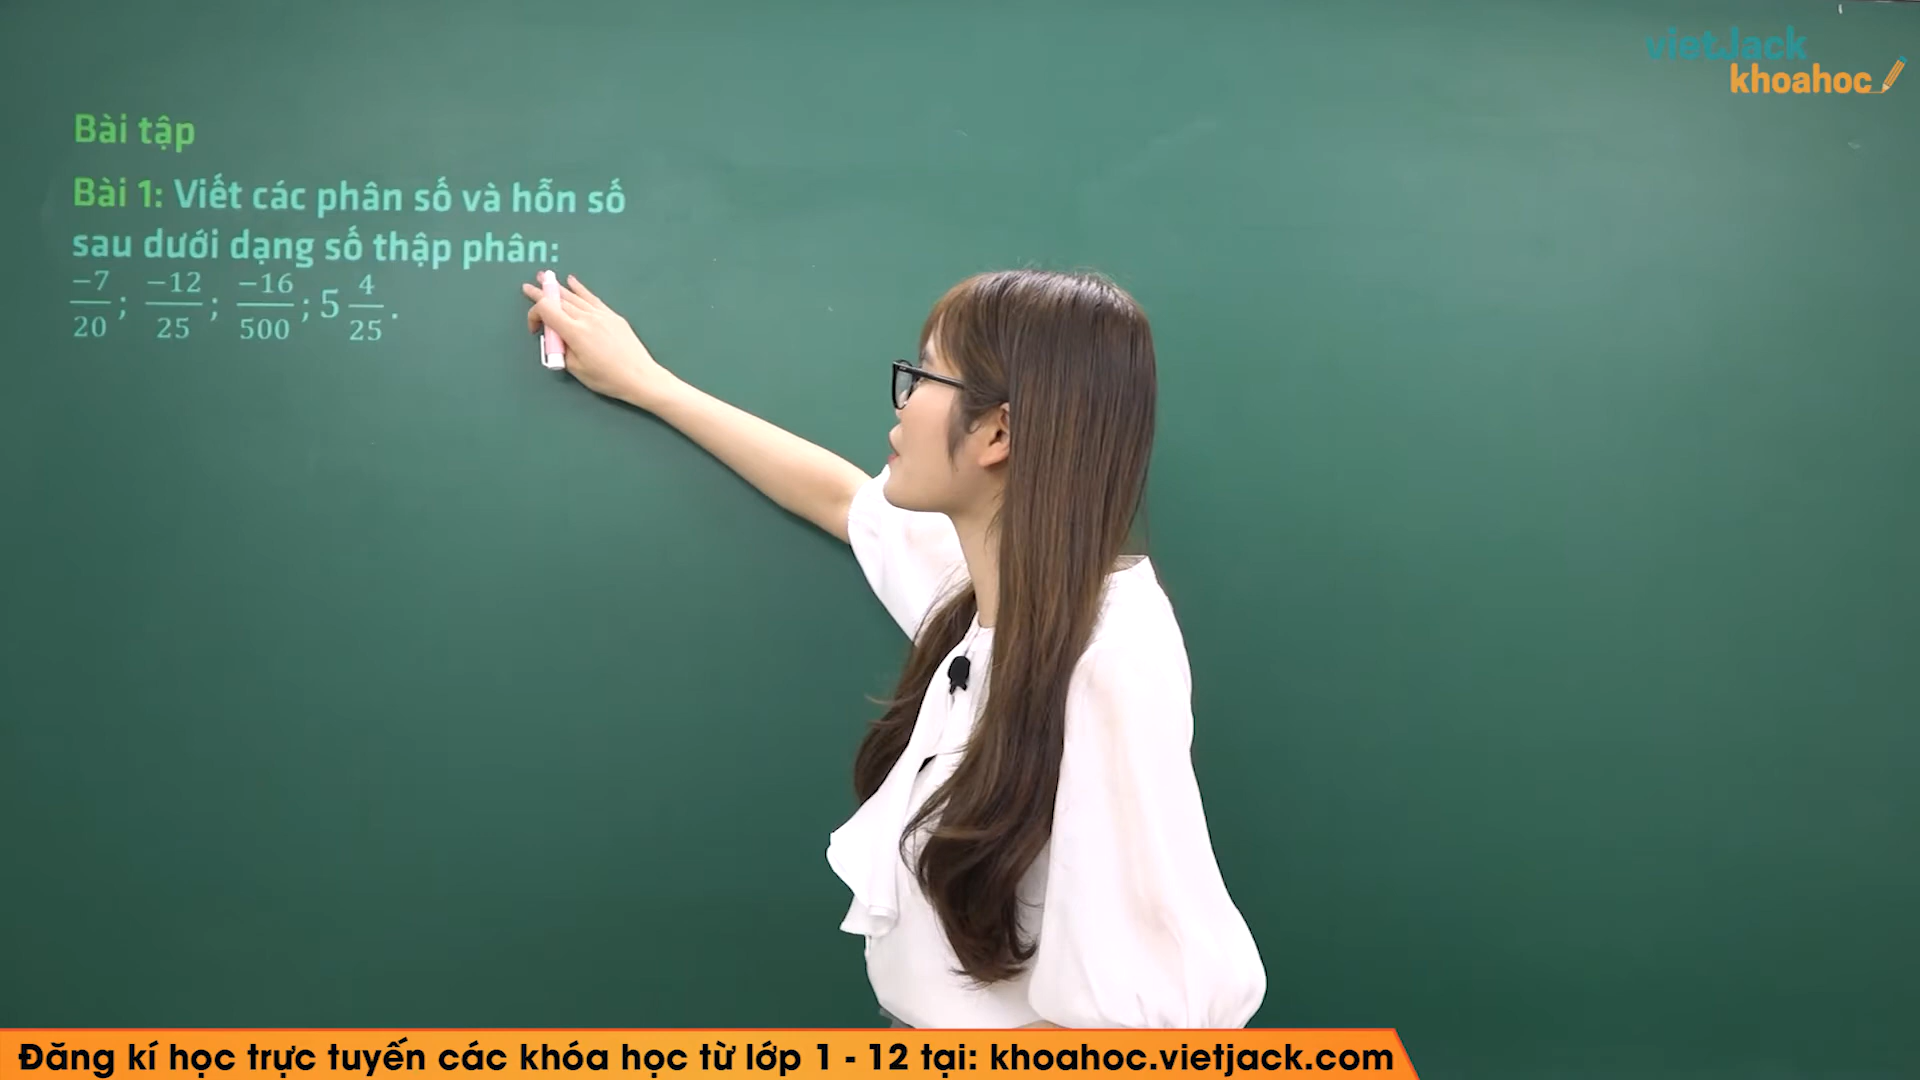 vietJack
khoahoc
Bài tập
Bài 1: Viết các phân số và hỗn số
sau dưới dạng số thập phân:
−7/20; −12/25; −16/500; 5 4/25.
Đăng kí học trực tuyến các khóa học từ lớp 1 - 12 tại: khoahoc.vietjack.com